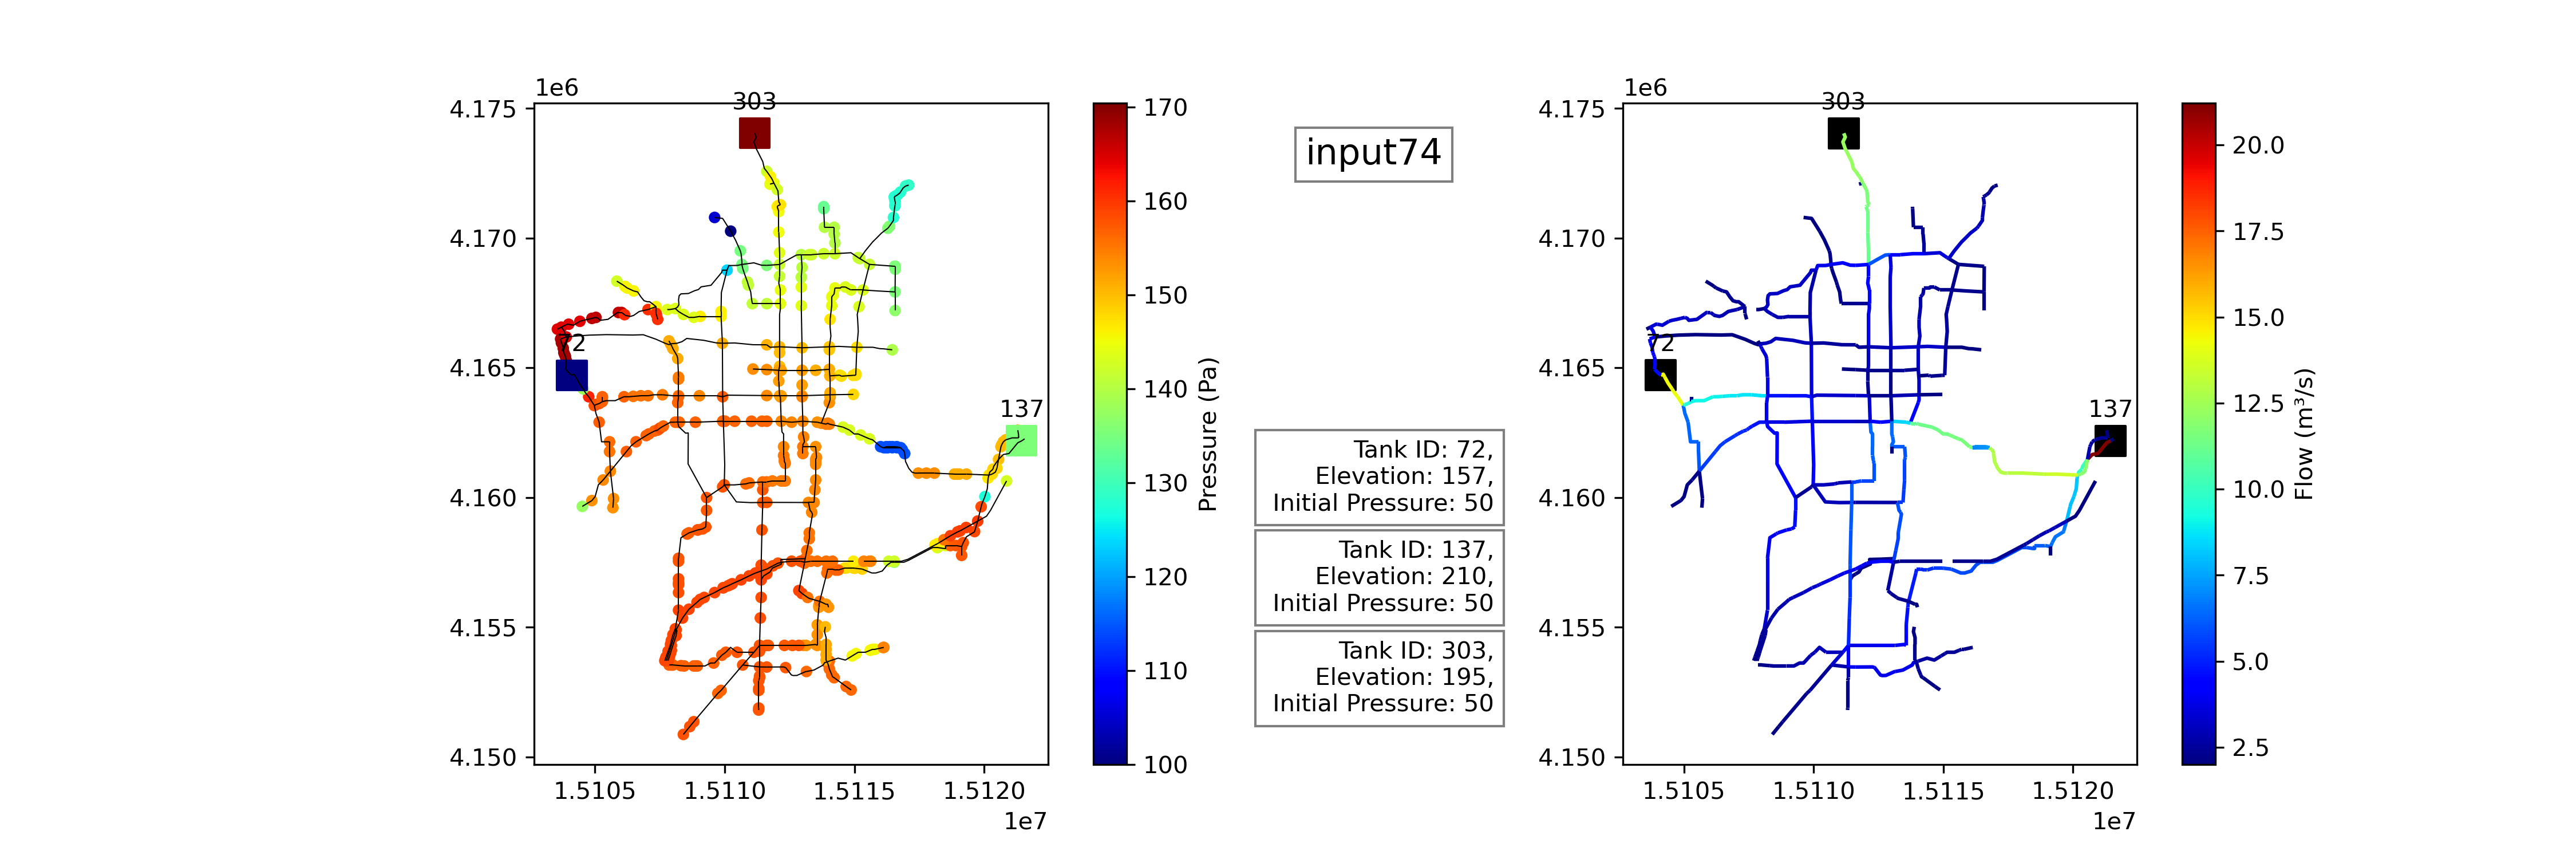 1e6
303
4.175
4.170
4.165
4.160
4.155
4.150
72
137
1.5105
1.5110
1.5115
1.5120
1e7
170
160
150
140
130
120
110
100
Pressure (Pa)
input74
Tank ID: 72,
Elevation: 157,
Initial Pressure: 50
Tank ID: 137,
Elevation: 210,
Initial Pressure: 50
Tank ID: 303,
Elevation: 195,
Initial Pressure: 50
1e6
303
4.175
4.170
4.165
4.160
4.155
4.150
72
137
1.5105
1.5110
1.5115
1.5120
1e7
20.0
17.5
15.0
12.5
10.0
7.5
5.0
2.5
Flow (m³/s)